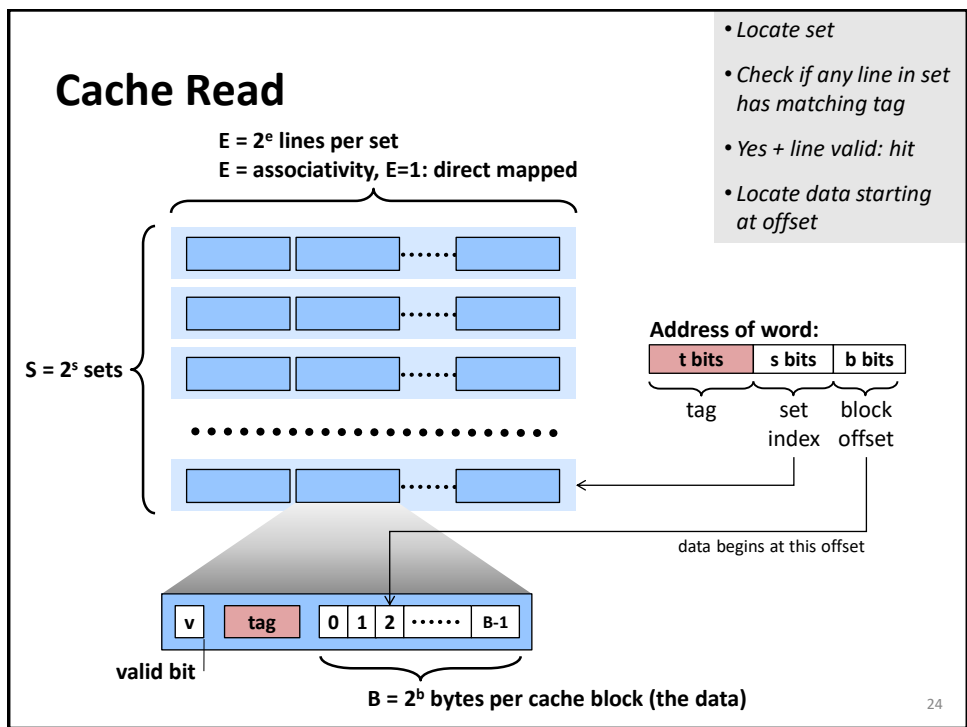 • Locate set
• Check if any line in set
has matching tag
• Yes + line valid: hit
• Locate data starting
at offset
Cache Read
E = 2ᵉ lines per set
E = associativity, E=1: direct mapped
S = 2ˢ sets
Address of word:
t bits s bits b bits
tag set block
index offset
data begins at this offset
v tag 0 1 2 •••••• B-1
valid bit
B = 2ᵇ bytes per cache block (the data)
24